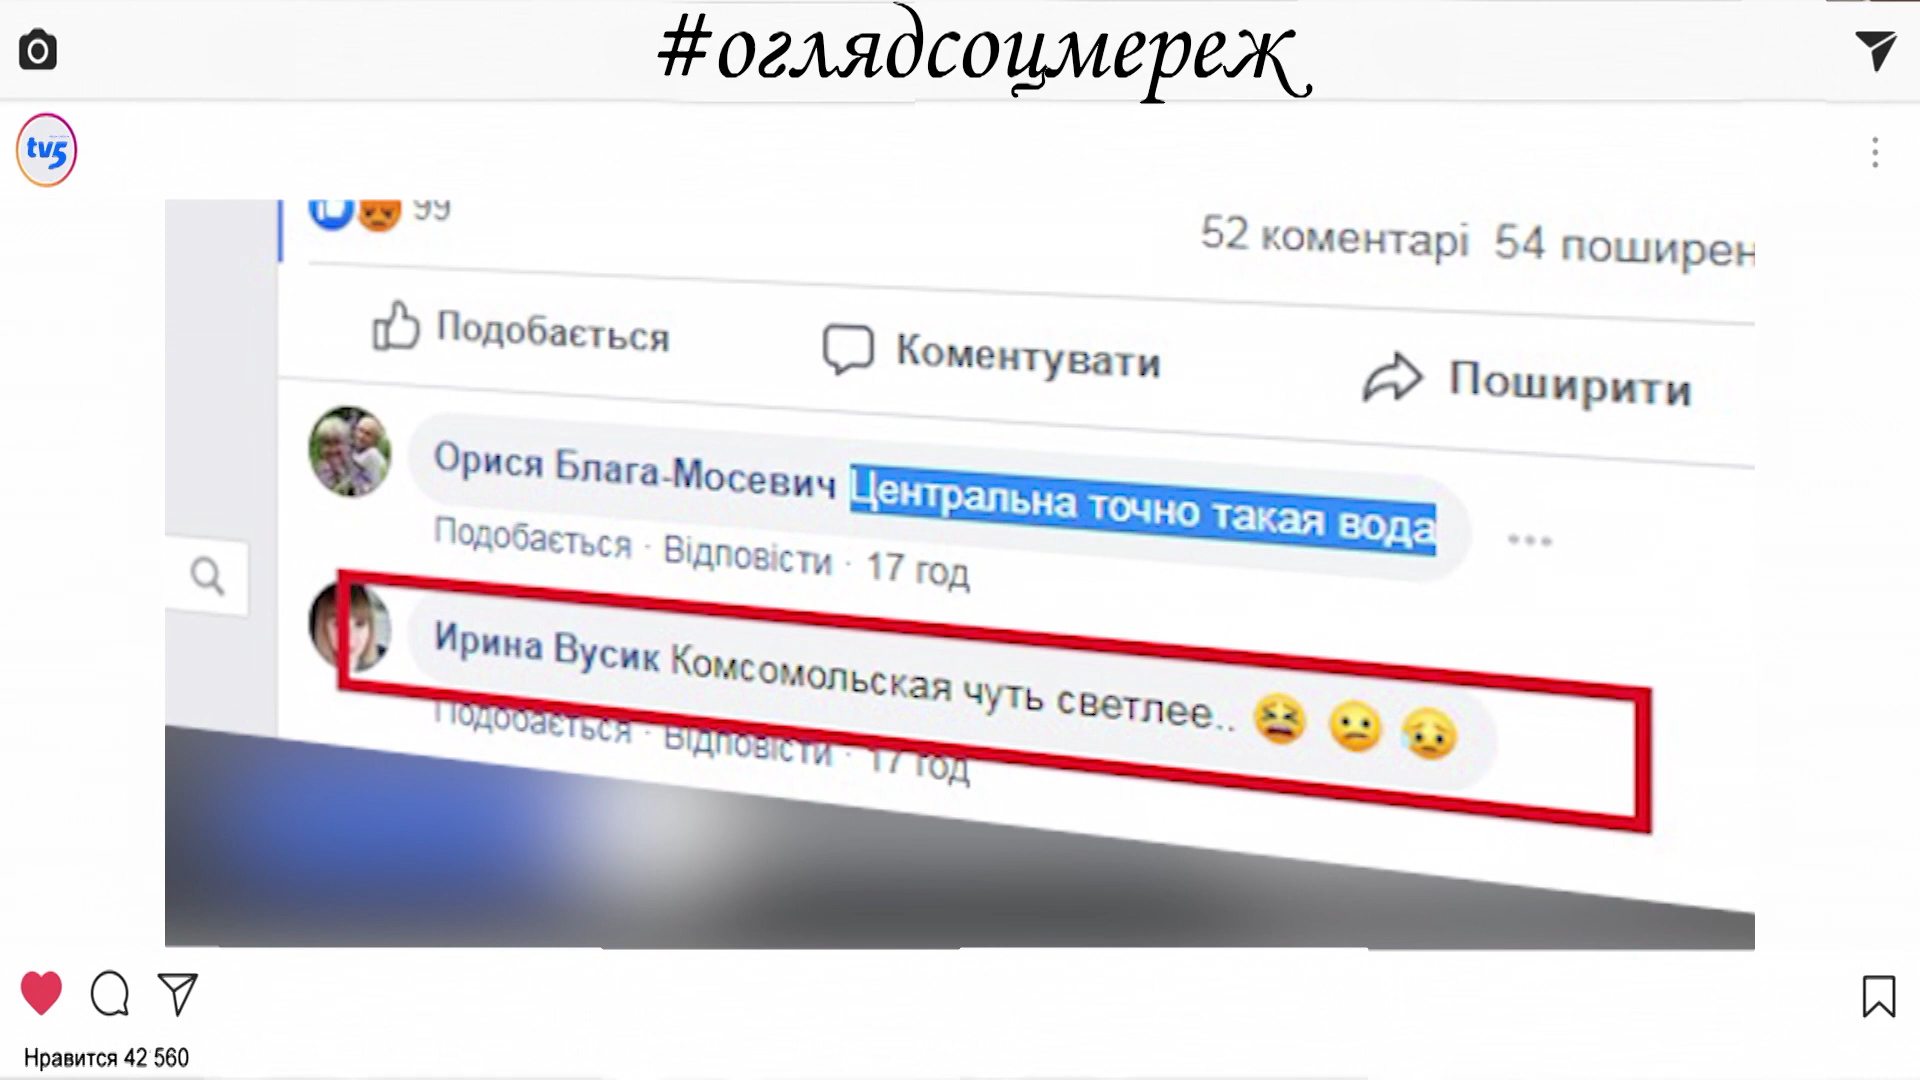 #оглядсоцмереж
tv5
99
52 коментарі 54 поширен
Подобається Коментувати Поширити
Орися Блага-Мосевич Центральна точно такая вода
Подобається · Відповісти · 17 год
Ирина Вусик Комсомольская чуть светлее..
Подобається · Відповісти · 17 год
Нравится 42 560